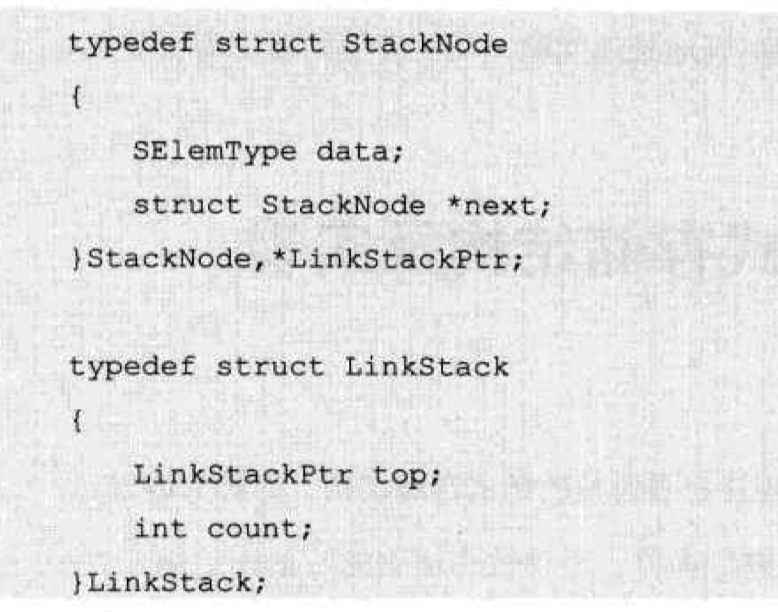 typedef struct StackNode
{
SElemType data;
struct StackNode *next;
}StackNode,*LinkStackPtr;
typedef struct LinkStack
{
LinkStackPtr top;
int count;
}LinkStack;